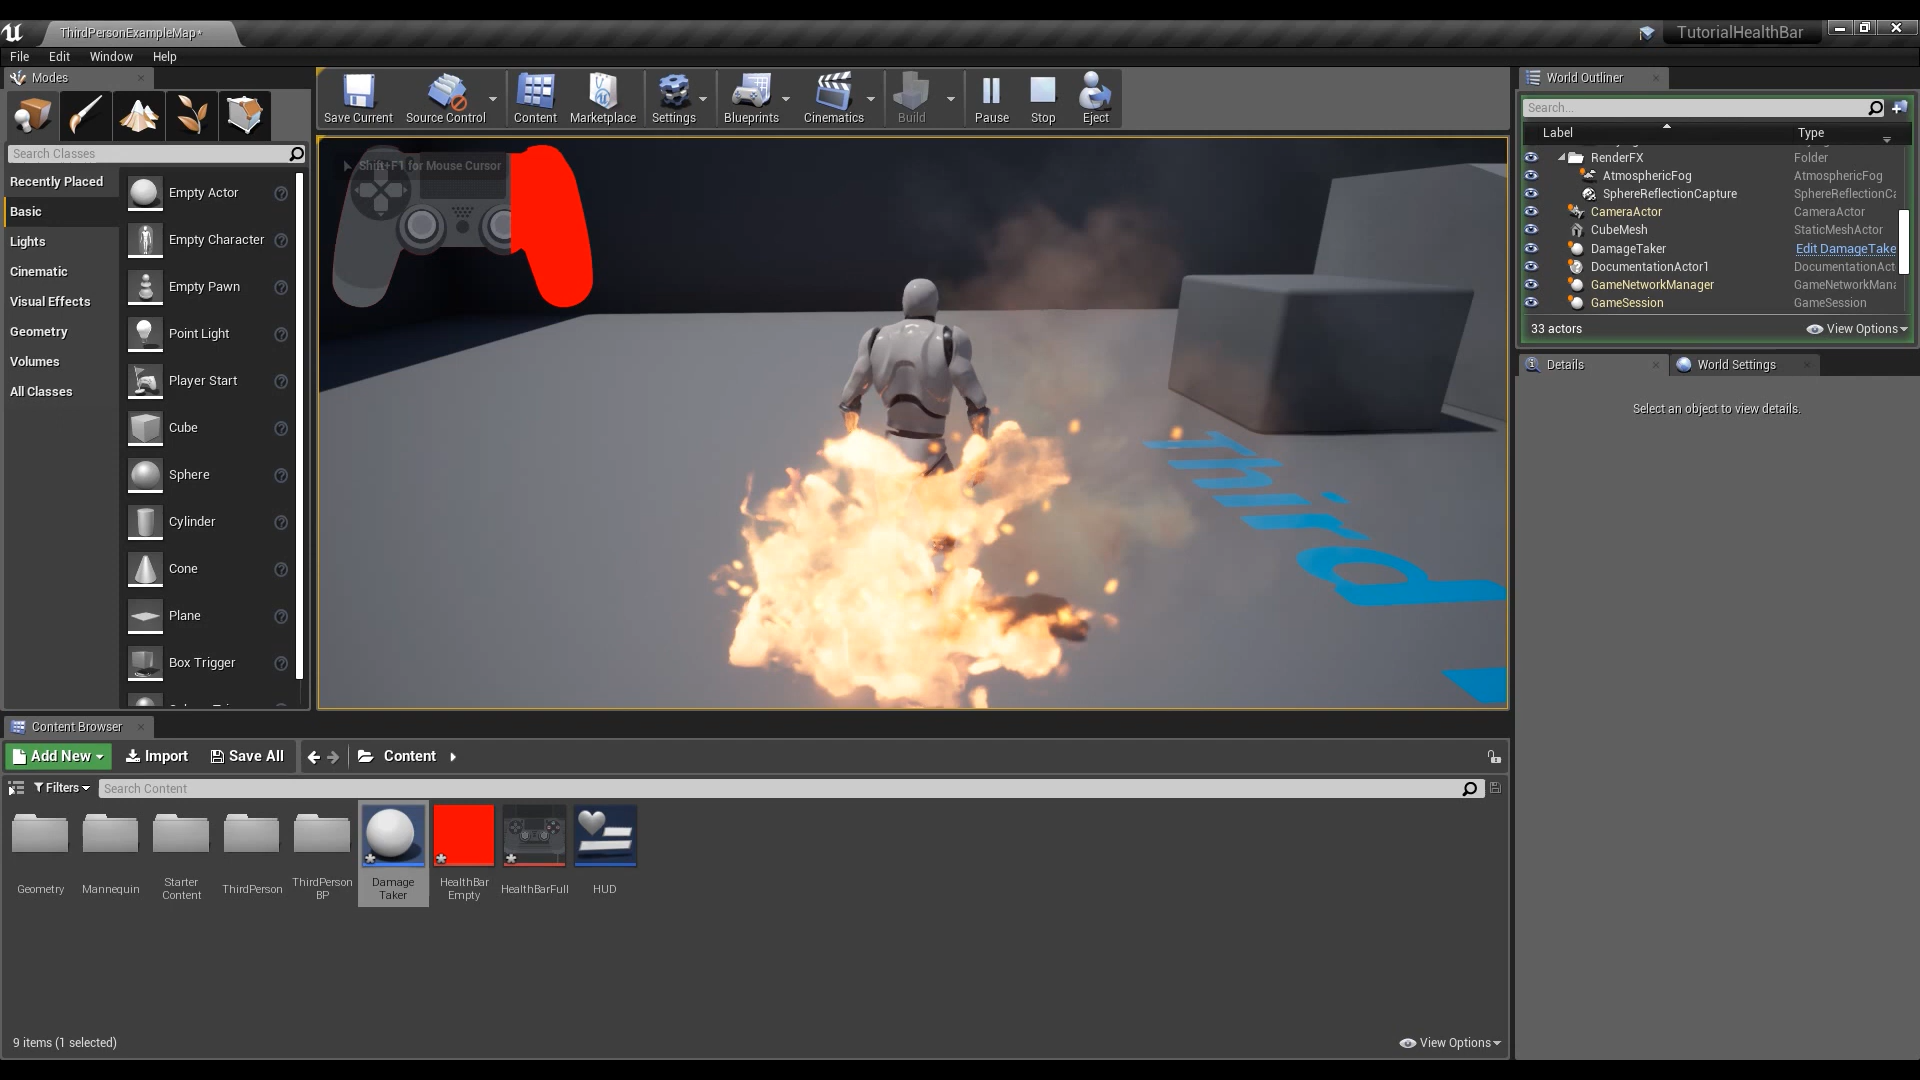 ThirdPersonExampleMap*
TutorialHealthBar
File Edit Window Help
Modes
Search Classes
Recently Placed
Basic
Lights
Cinematic
Visual Effects
Geometry
Volumes
All Classes
Empty Actor
Empty Character
Empty Pawn
Point Light
Player Start
Cube
Sphere
Cylinder
Cone
Plane
Box Trigger
Save Current
Source Control
Content
Marketplace
Settings
Blueprints
Cinematics
Build
Pause
Stop
Eject
Shift+F1 for Mouse Cursor
Third
World Outliner
Search...
Label Type
RenderFX Folder
AtmosphericFog AtmosphericFog
SphereReflectionCapture SphereReflectionCa
CameraActor CameraActor
CubeMesh StaticMeshActor
DamageTaker Edit DamageTake
DocumentationActor1 DocumentationAct
GameNetworkManager GameNetworkMana
GameSession GameSession
33 actors
View Options
Details
World Settings
Select an object to view details.
Content Browser
Add New
Import
Save All
Content
Filters
Search Content
Geometry
Mannequin
Starter
Content
ThirdPerson
ThirdPerson
BP
Damage
Taker
HealthBar
Empty
HealthBarFull
HUD
9 items (1 selected)
View Options